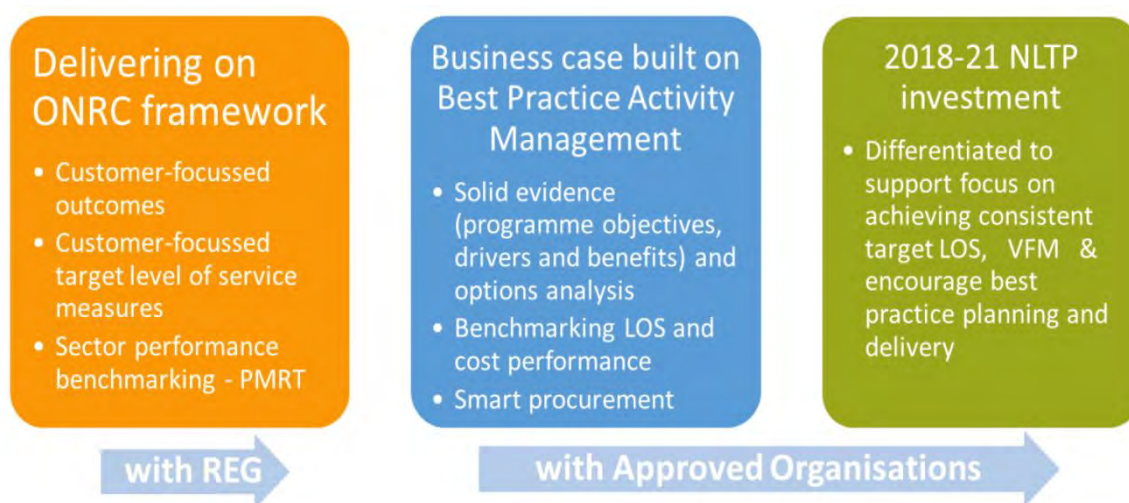 Delivering on
ONRC framework
• Customer-focussed
outcomes
• Customer-focussed
target level of service
measures
• Sector performance
benchmarking - PMRT
Business case built on
Best Practice Activity
Management
• Solid evidence
(programme objectives,
drivers and benefits) and
options analysis
• Benchmarking LOS and
cost performance
• Smart procurement
2018-21 NLTP
investment
• Differentiated to
support focus on
achieving consistent
target LOS, VFM &
encourage best
practice planning and
delivery
with REG
with Approved Organisations